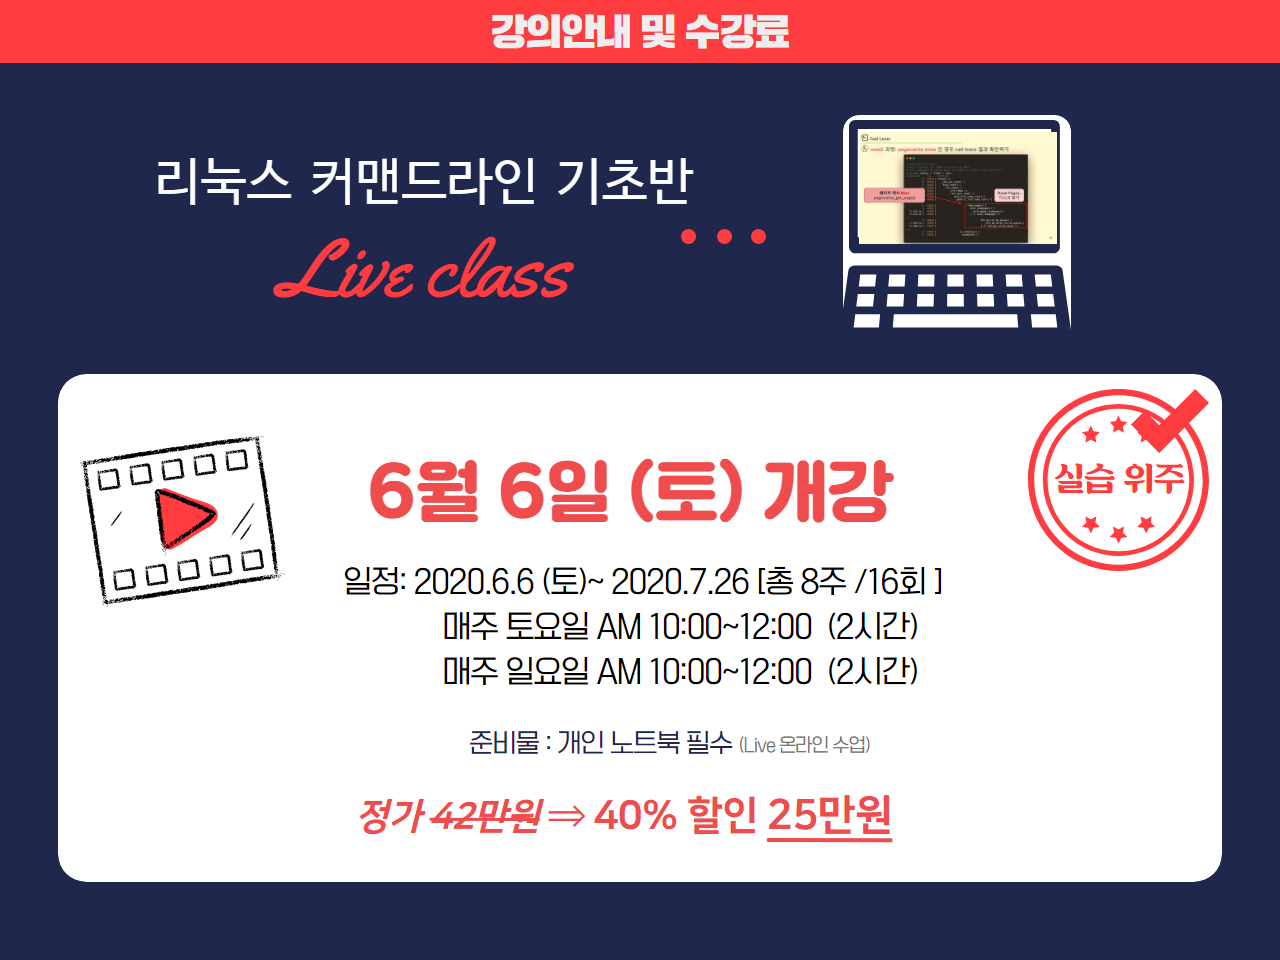 강의안내 및 수강료
리눅스 커맨드라인 기초반
Live class
실습 위주
6월 6일 (토) 개강
일정: 2020.6.6 (토)~ 2020.7.26 [총 8주 /16회 ]
매주 토요일 AM 10:00~12:00 (2시간)
매주 일요일 AM 10:00~12:00 (2시간)
준비물 : 개인 노트북 필수 (Live 온라인 수업)
정가 42만원 ⇒ 40% 할인 25만원